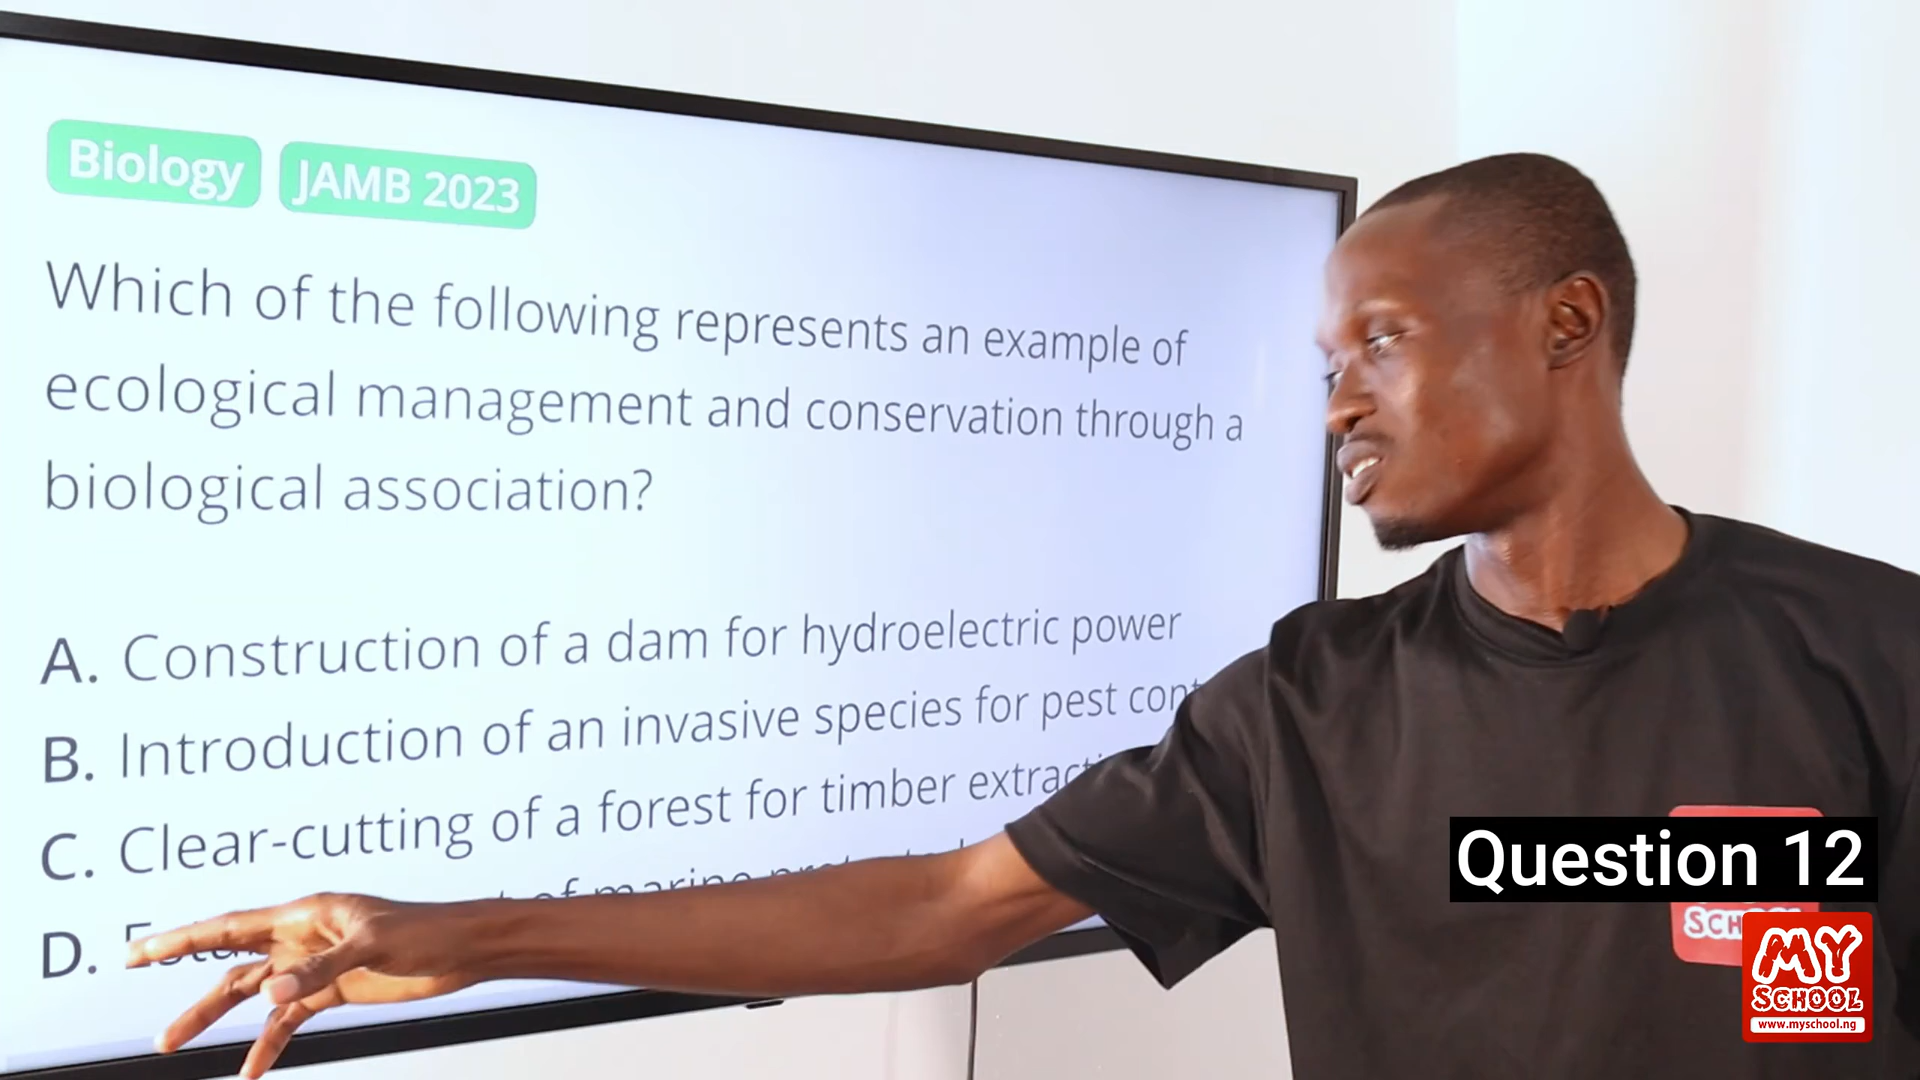 Biology JAMB 2023
Which of the following represents an example of
ecological management and conservation through a
biological association?
A. Construction of a dam for hydroelectric power
B. Introduction of an invasive species for pest
C. Clear-cutting of a forest for timber
D. of marine
Question 12
MY
SCHOOL
www.myschool.ng